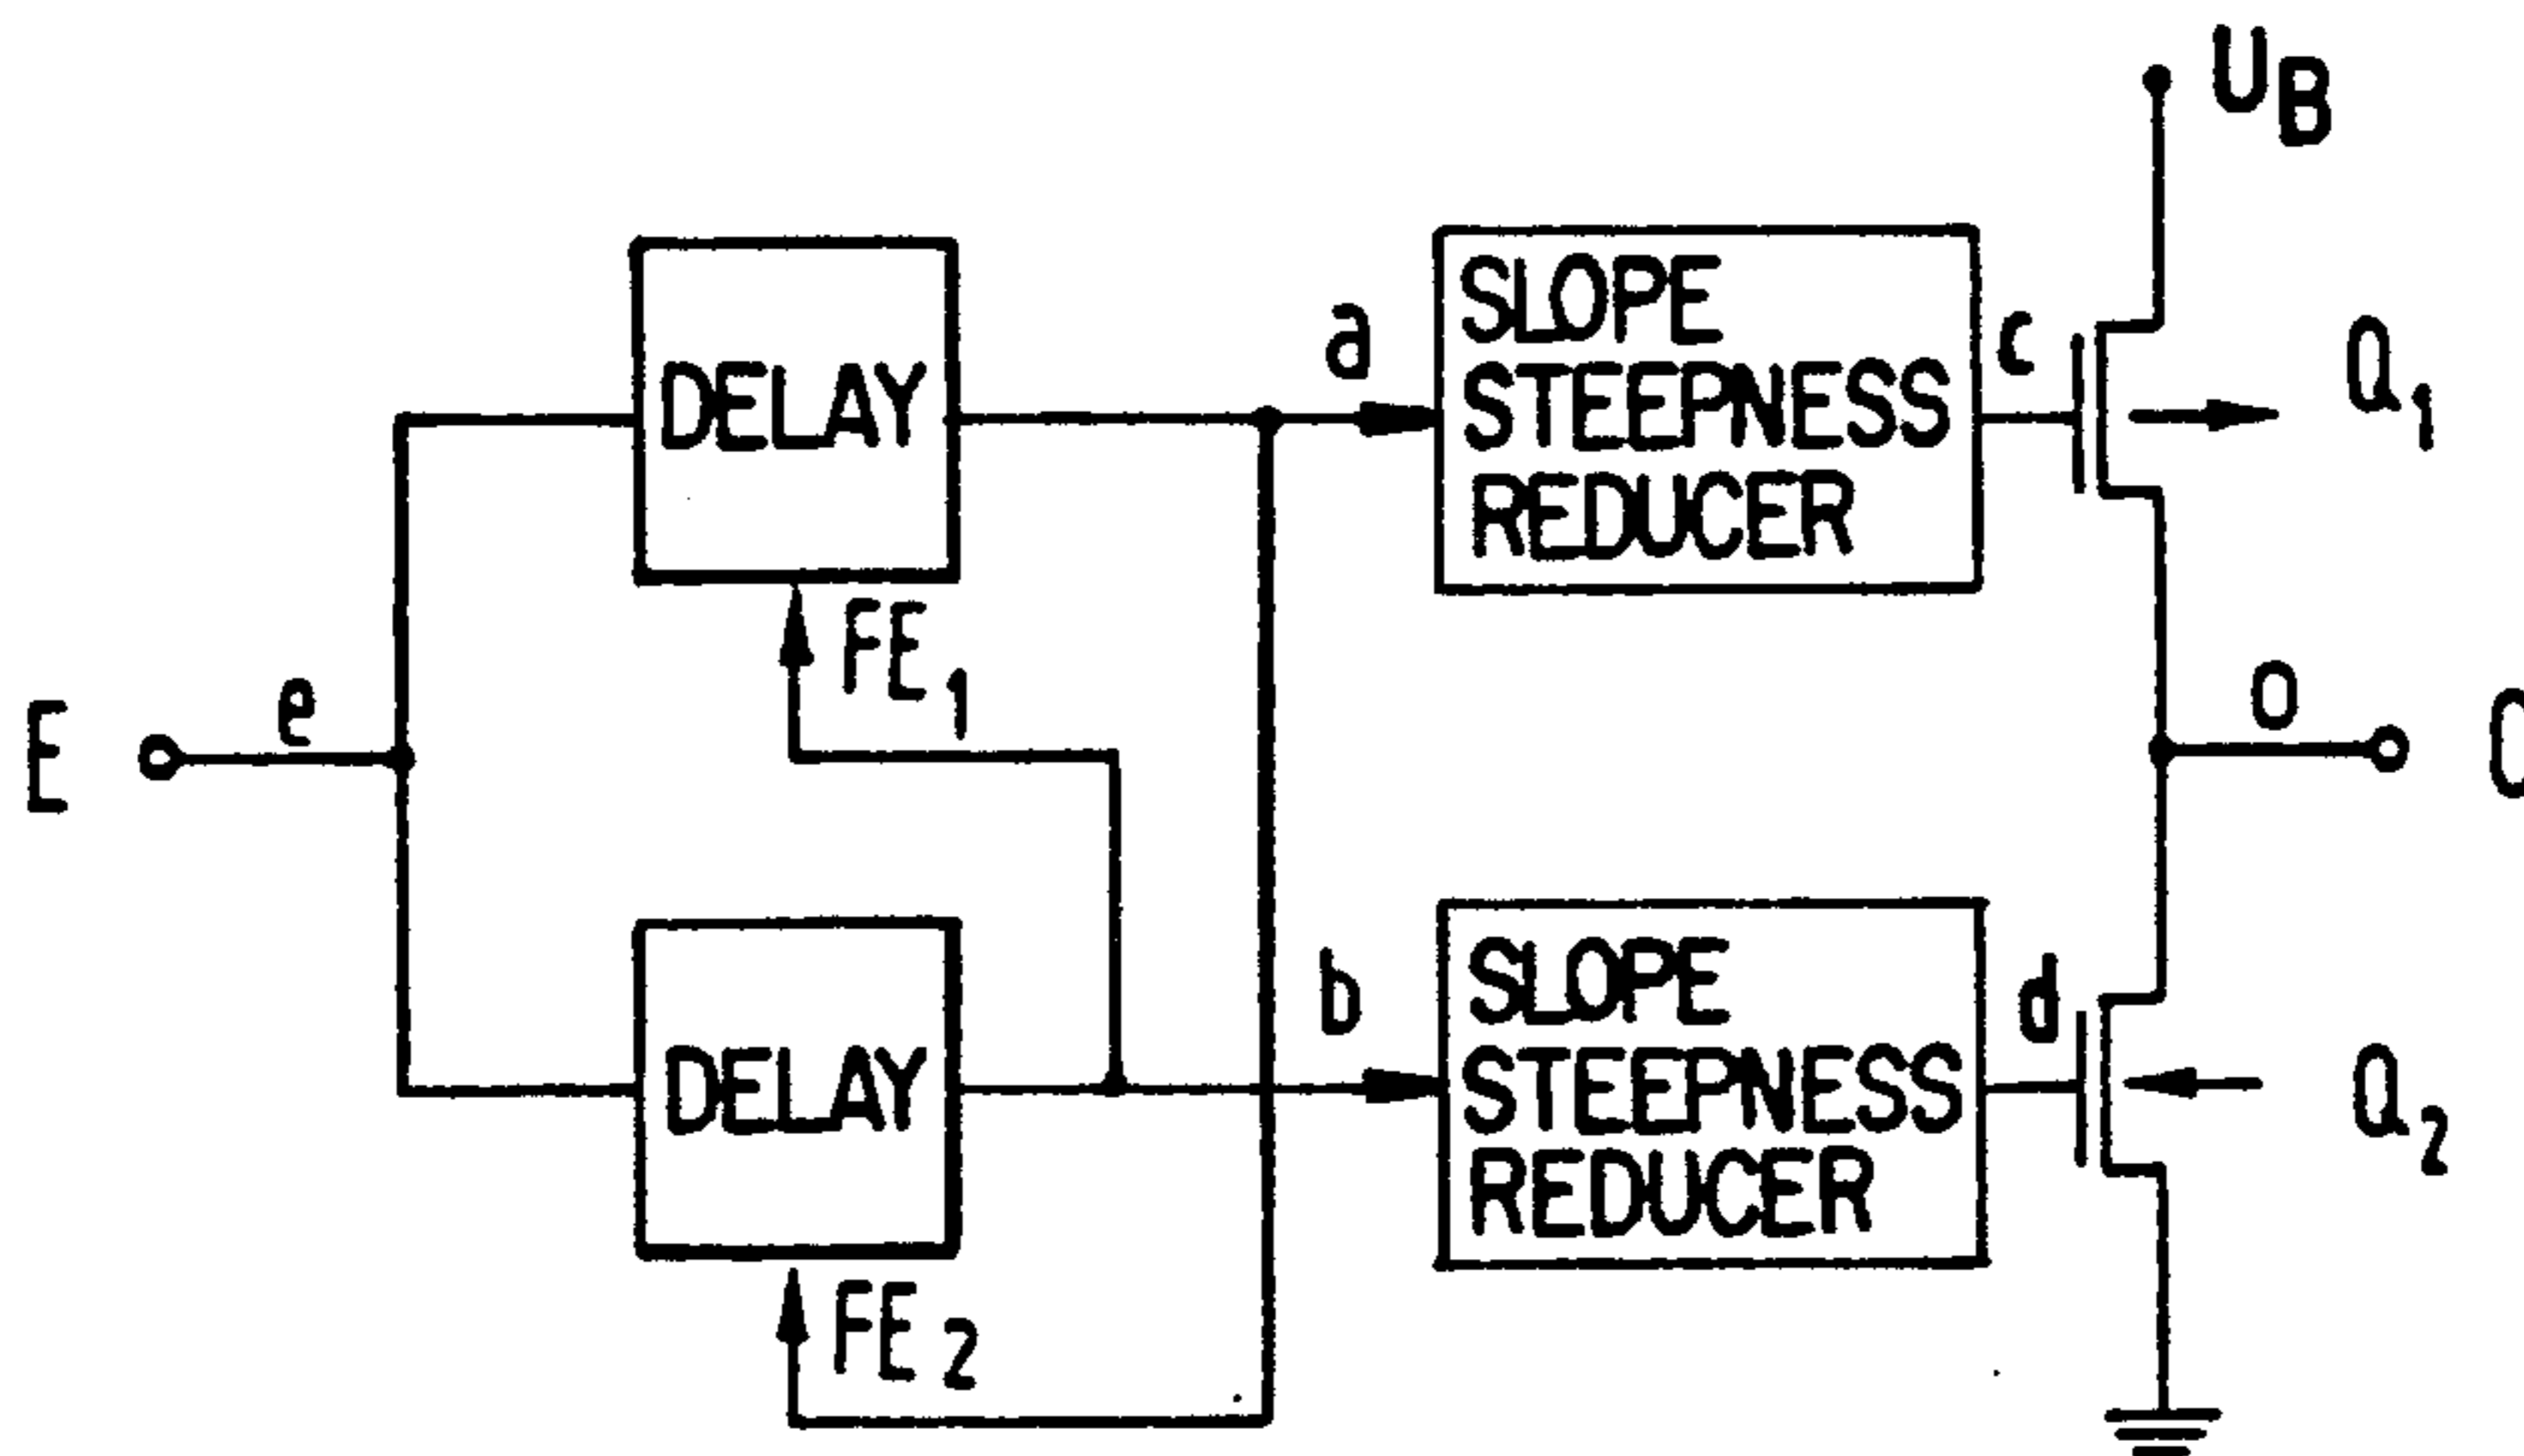 U_B
SLOPE
STEEPNESS
REDUCER
DELAY
a
c
Q_1
FE_1
E
e
o
O
SLOPE
STEEPNESS
REDUCER
DELAY
b
d
Q_2
FE_2